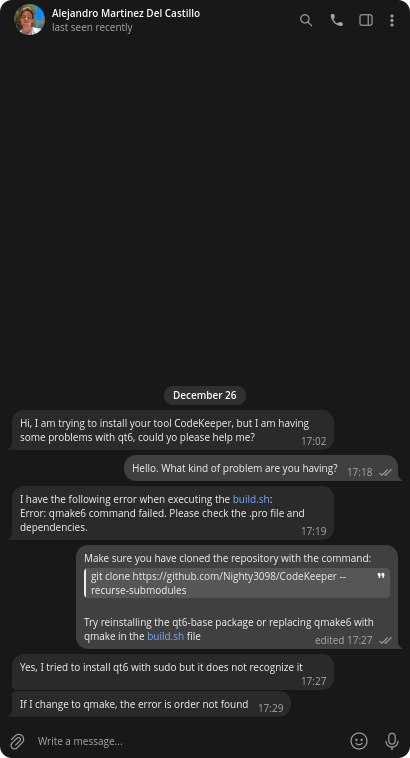 Alejandro Martinez Del Castillo
last seen recently
December 26
Hi, I am trying to install your tool CodeKeeper, but I am having
some problems with qt6, could yo please help me?
17:02
Hello. What kind of problem are you having?
17:18
I have the following error when executing the build.sh:
Error: qmake6 command failed. Please check the .pro file and
dependencies.
17:19
Make sure you have cloned the repository with the command:
git clone https://github.com/Nighty3098/CodeKeeper --
recurse-submodules
Try reinstalling the qt6-base package or replacing qmake6 with
qmake in the build.sh file
edited 17:27
Yes, I tried to install qt6 with sudo but it does not recognize it
17:27
If I change to qmake, the error is order not found
17:29
Write a message...